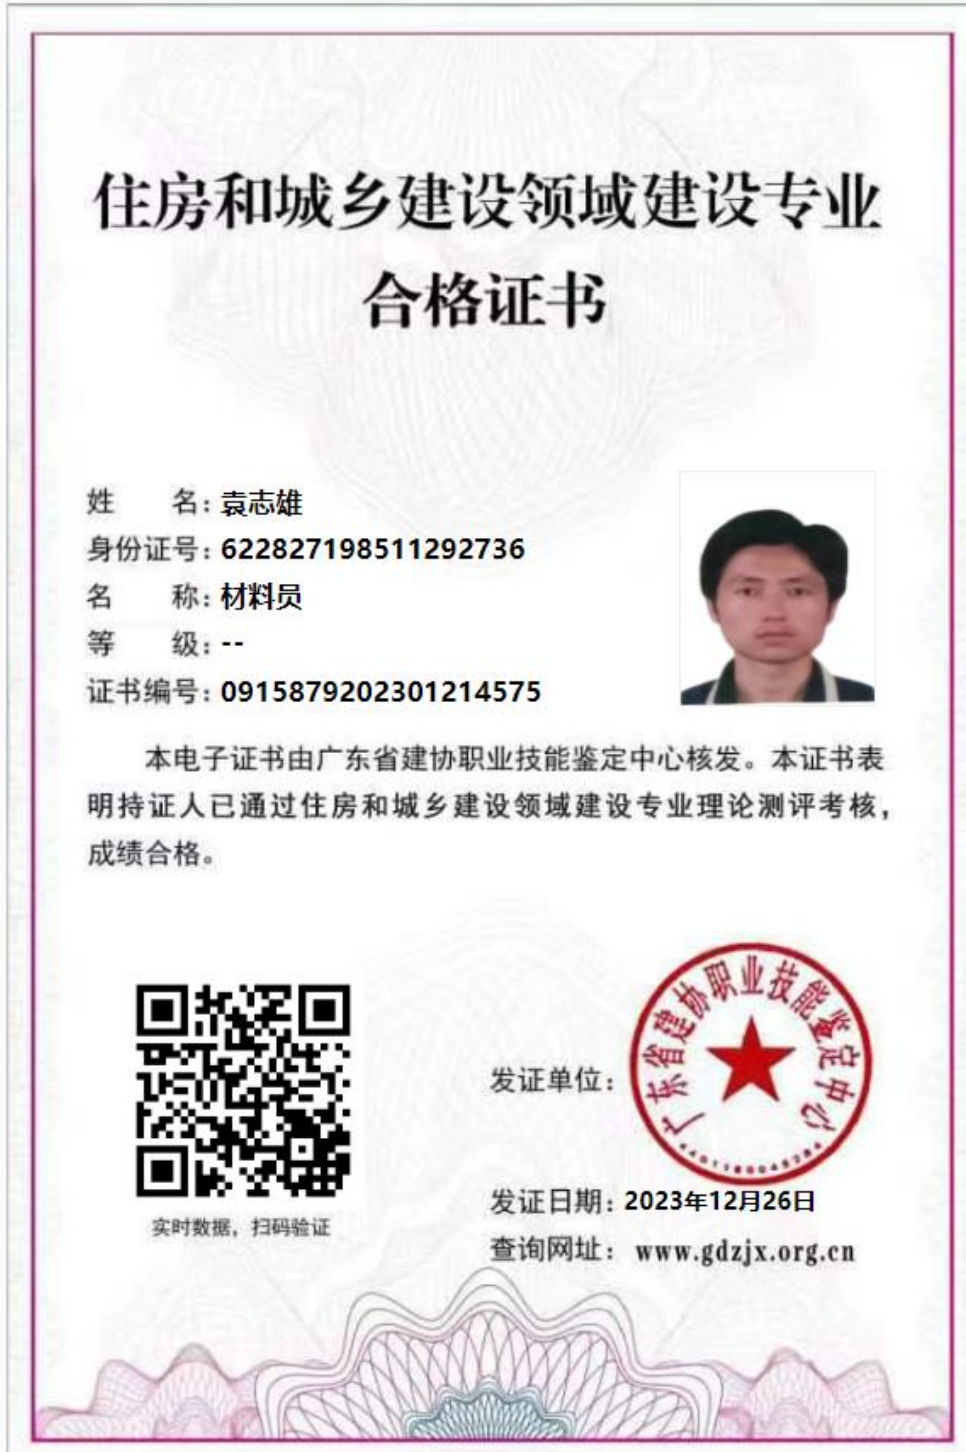 住房和城乡建设领域建设专业
合格证书
姓 名：袁志雄
身份证号：622827198511292736
名 称：材料员
等 级：--
证书编号：0915879202301214575
本电子证书由广东省建协职业技能鉴定中心核发。本证书表
明持证人已通过住房和城乡建设领域建设专业理论测评考核，
成绩合格。
广东省建协职业技能鉴定中心
发证单位：
发证日期：2023年12月26日
实时数据，扫码验证
查询网址：www.gdzjx.org.cn